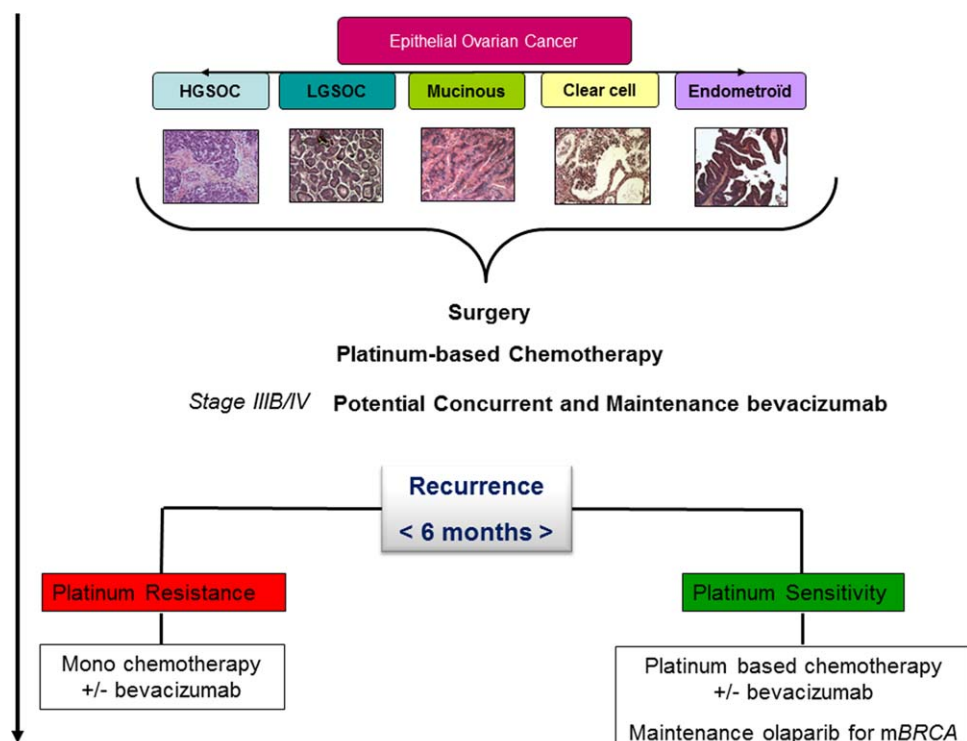 Epithelial Ovarian Cancer
HGSOC
LGSOC
Mucinous
Clear cell
Endometroïd
Surgery
Platinum-based Chemotherapy
Stage IIIB/IV Potential Concurrent and Maintenance bevacizumab
Recurrence
< 6 months >
Platinum Resistance
Platinum Sensitivity
Mono chemotherapy
+/- bevacizumab
Platinum based chemotherapy
+/- bevacizumab
Maintenance olaparib for mBRCA